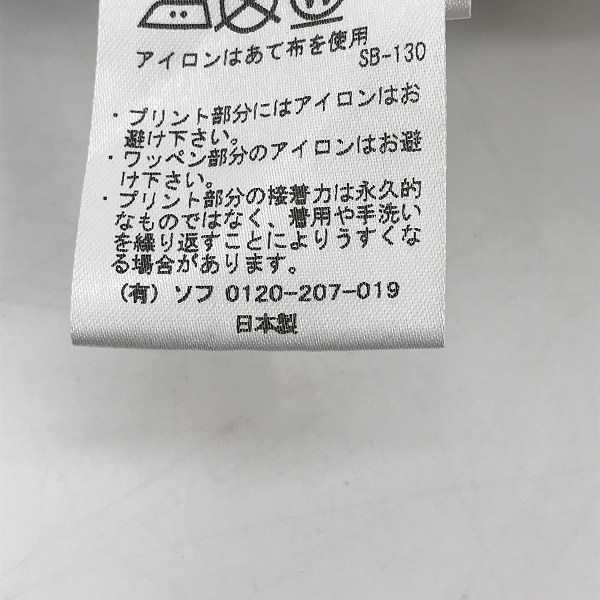 アイロンはあて布を使用
SB-130
・プリント部分にはアイロンはお
避け下さい。
・ワッペン部分のアイロンはお避
け下さい。
・プリント部分の接着力は永久的
なものではなく、着用や手洗い
を繰り返すことによりうすくな
る場合があります。
（有）ソフ 0120-207-019
日本製